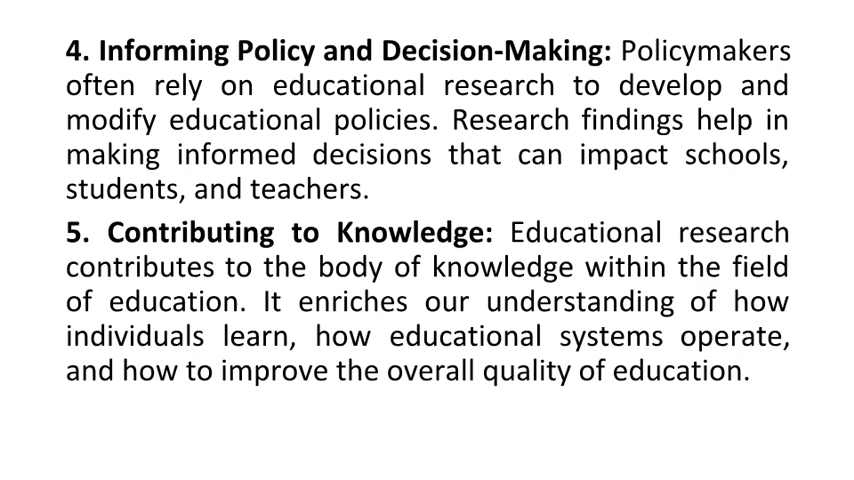 4. Informing Policy and Decision-Making: Policymakers
often rely on educational research to develop and
modify educational policies. Research findings help in
making informed decisions that can impact schools,
students, and teachers.
5. Contributing to Knowledge: Educational research
contributes to the body of knowledge within the field
of education. It enriches our understanding of how
individuals learn, how educational systems operate,
and how to improve the overall quality of education.